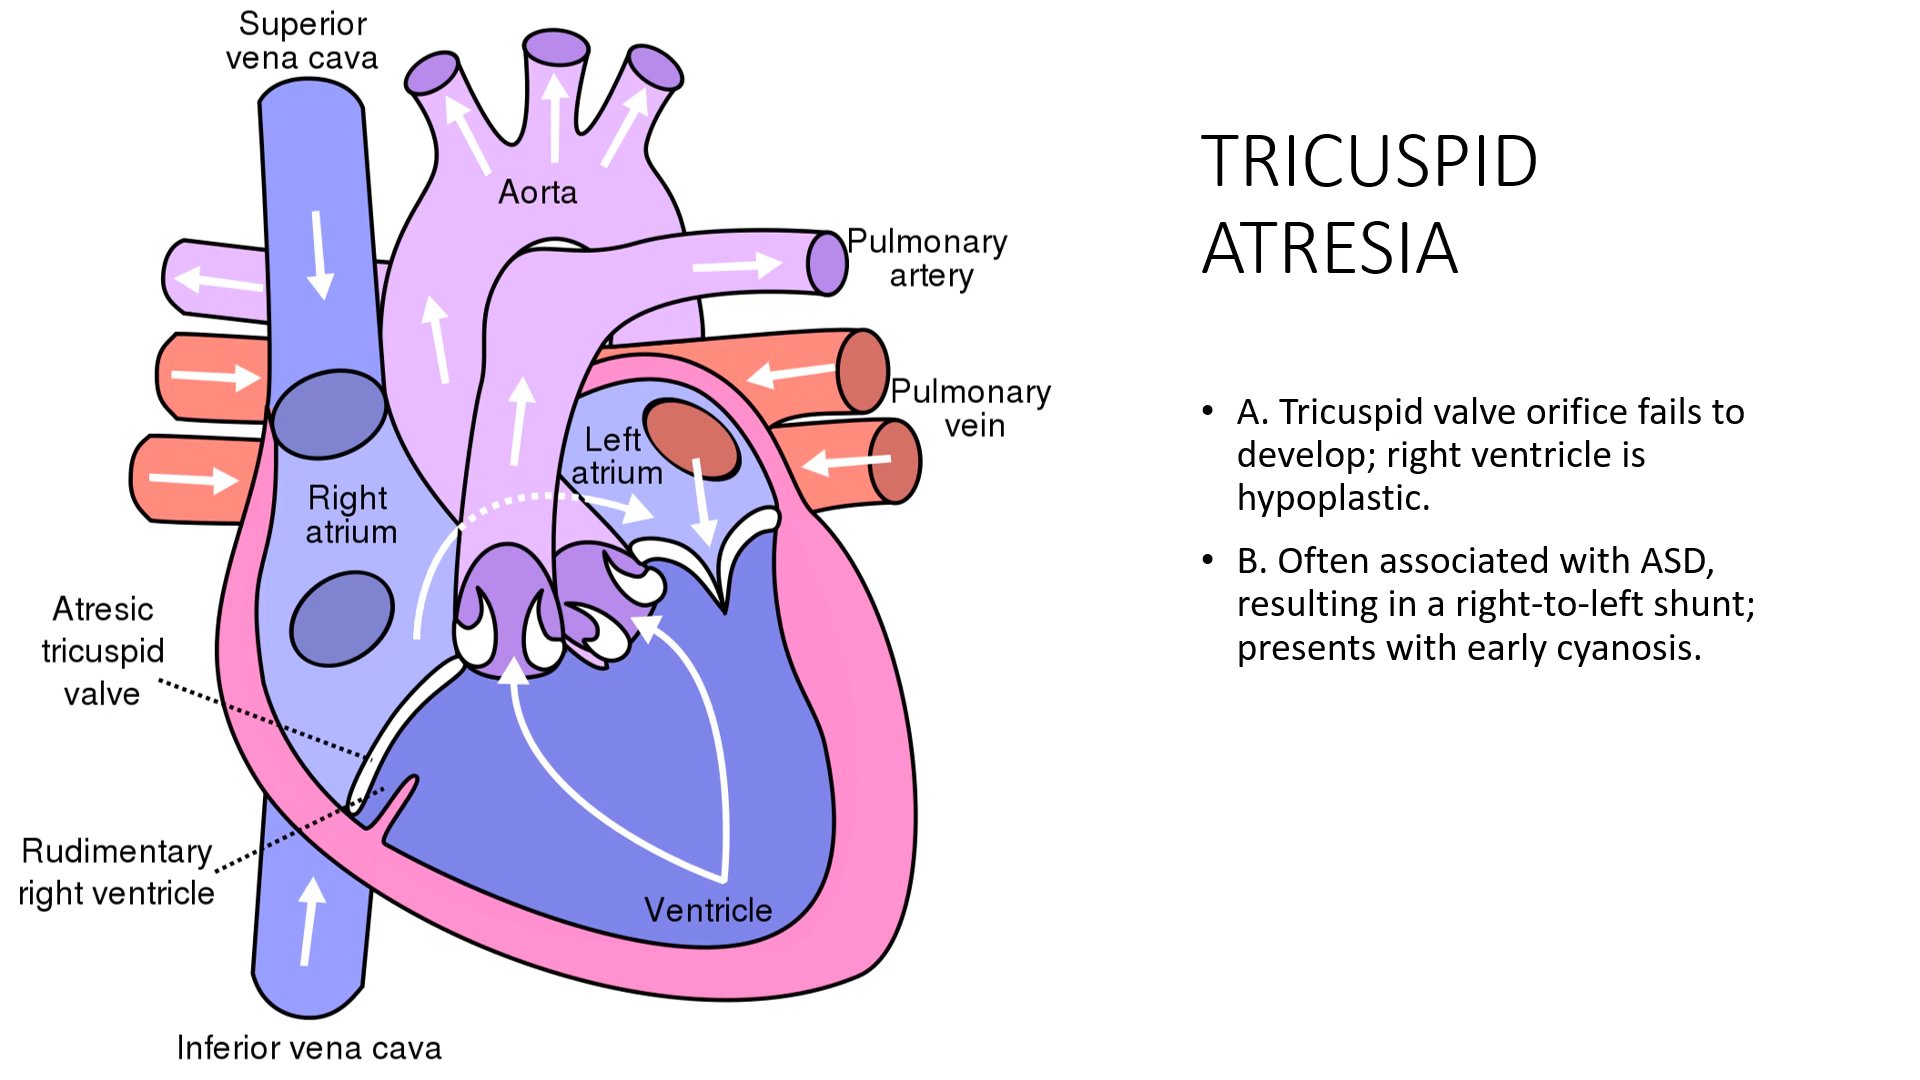 Superior
vena cava
Aorta
Pulmonary
artery
Pulmonary
vein
Left
atrium
Right
atrium
Atresic
tricuspid
valve
Rudimentary
right ventricle
Ventricle
Inferior vena cava
TRICUSPID
ATRESIA
• A. Tricuspid valve orifice fails to
develop; right ventricle is
hypoplastic.
• B. Often associated with ASD,
resulting in a right-to-left shunt;
presents with early cyanosis.